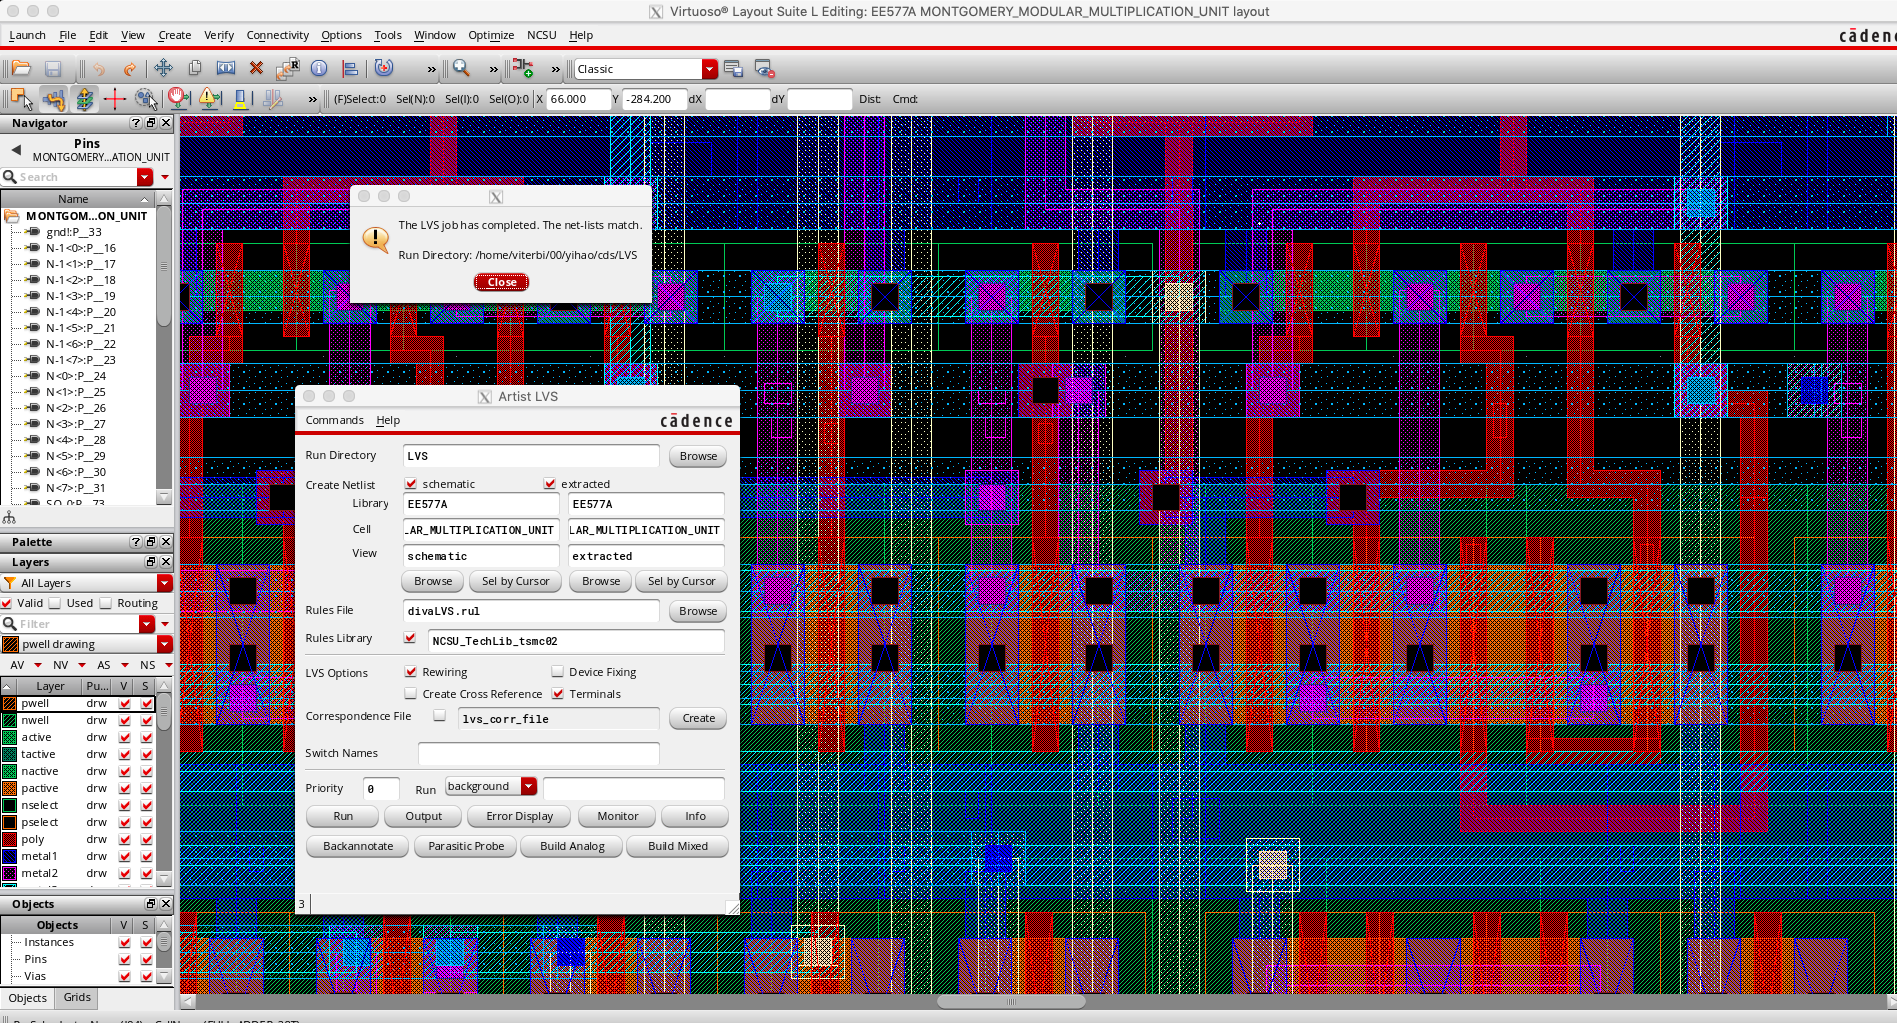 Virtuoso® Layout Suite L Editing: EE577A MONTGOMERY_MODULAR_MULTIPLICATION_UNIT layout
Launch File Edit View Create Verify Connectivity Options Tools Window Optimize NCSU Help
cādenc
» » » Classic
» (F)Select:0 Sel(N):0 Sel(I):0 Sel(O):0 X 66.000 Y -284.200 dX dY Dist: Cmd:
Navigator
Pins
MONTGOMERY...ATION_UNIT
Search
Name
MONTGOM...ON_UNIT
gnd!:P__33
N-1<0>:P__16
N-1<1>:P__17
N-1<2>:P__18
N-1<3>:P__19
N-1<4>:P__20
N-1<5>:P__21
N-1<6>:P__22
N-1<7>:P__23
N<0>:P__24
N<1>:P__25
N<2>:P__26
N<3>:P__27
N<4>:P__28
N<5>:P__29
N<6>:P__30
N<7>:P__31
SO_0:P__73
Palette
Layers
All Layers
Valid Used Routing
Filter
pwell drawing
AV NV AS NS
Layer Pu... V S
pwell drw
nwell drw
active drw
tactive drw
nactive drw
pactive drw
nselect drw
pselect drw
poly drw
metal1 drw
metal2 drw
Objects
Objects V S
Instances
Pins
Vias
Objects Grids
The LVS job has completed. The net-lists match.
Run Directory: /home/viterbi/00/yihao/cds/LVS
Close
Artist LVS
Commands Help
cādence
Run Directory LVS Browse
Create Netlist schematic extracted
Library EE577A EE577A
Cell .AR_MULTIPLICATION_UNIT LAR_MULTIPLICATION_UNIT
View schematic extracted
Browse Sel by Cursor Browse Sel by Cursor
Rules File divaLVS.rul Browse
Rules Library NCSU_TechLib_tsmc02
LVS Options Rewiring Device Fixing
Create Cross Reference Terminals
Correspondence File lvs_corr_file Create
Switch Names
Priority 0 Run background
Run Output Error Display Monitor Info
Backannotate Parasitic Probe Build Analog Build Mixed
3